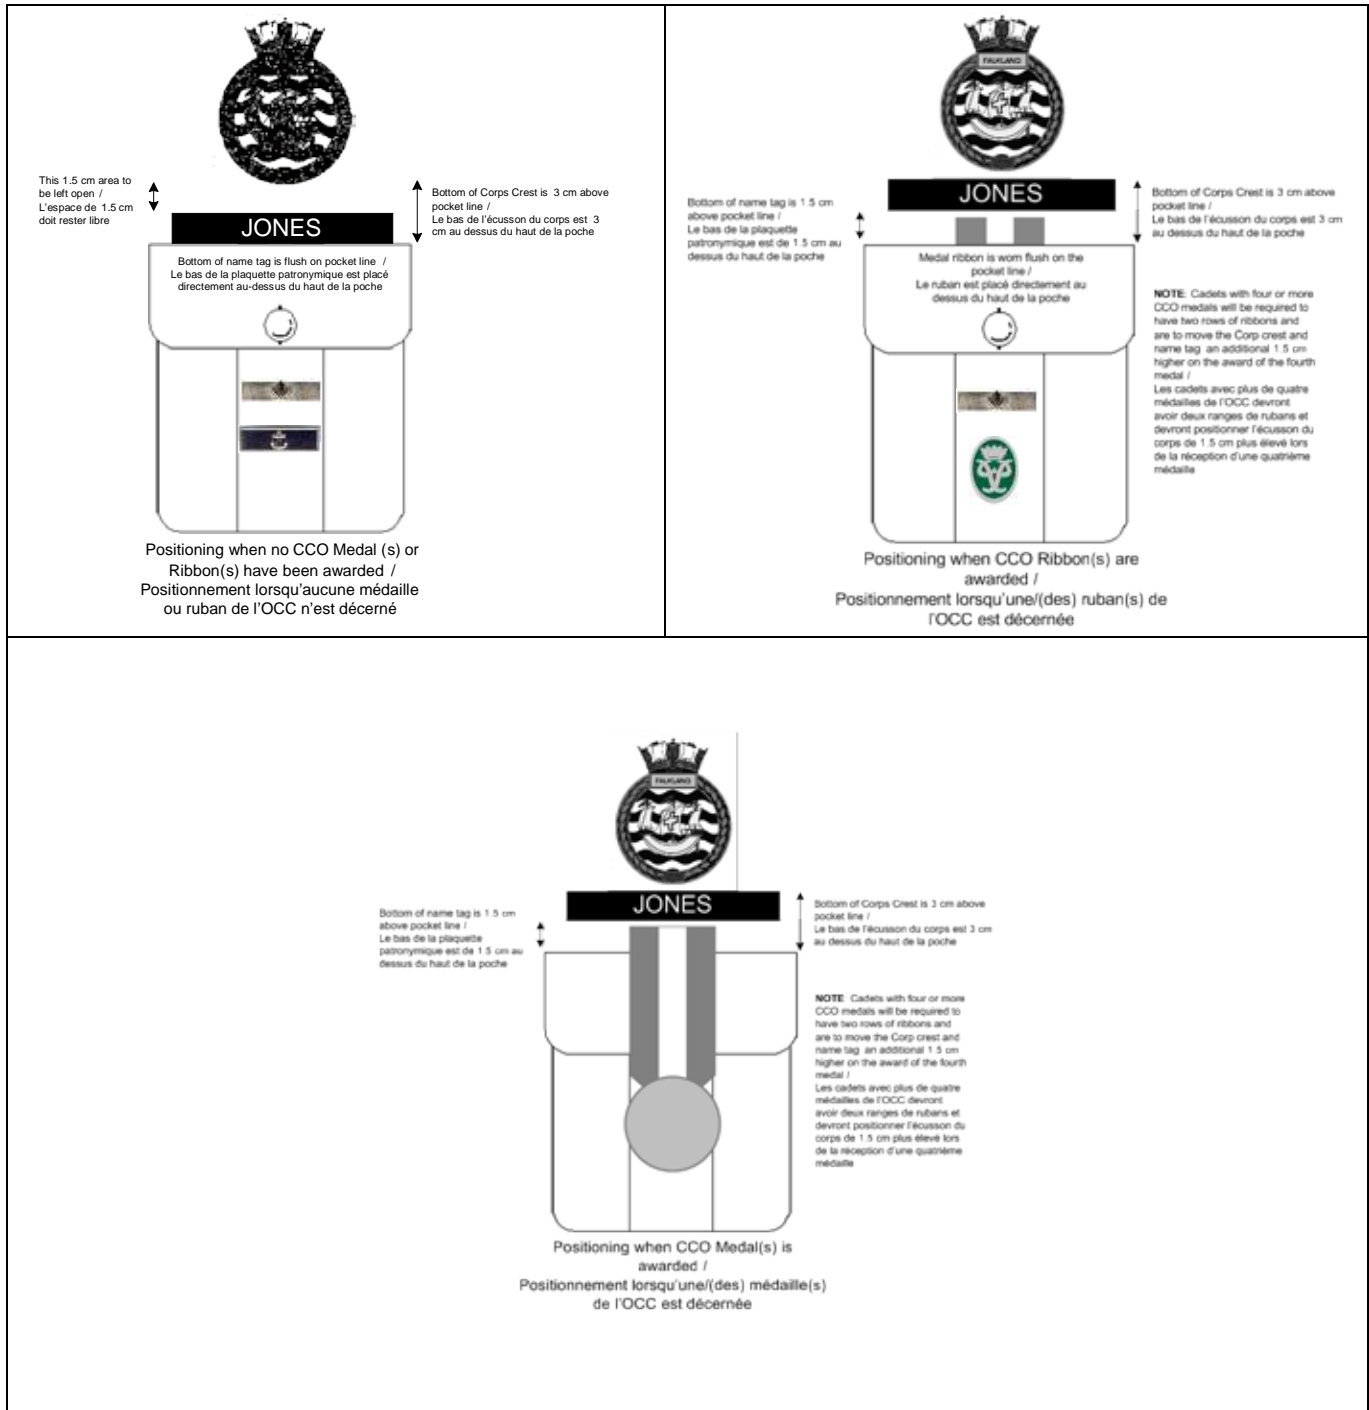 This 1.5 cm area to
be left open /
L'espace de 1.5 cm
doit rester libre
JONES
Bottom of Corps Crest is 3 cm above
pocket line /
Le bas de l'écusson du corps est 3
cm au dessus du haut de la poche
Bottom of name tag is flush on pocket line /
Le bas de la plaquette patronymique est placé
directement au-dessus du haut de la poche
Positioning when no CCO Medal (s) or
Ribbon(s) have been awarded /
Positionnement lorsqu'aucune médaille
ou ruban de l'OCC n'est décerné
FALKLAND
JONES
Bottom of name tag is 1.5 cm
above pocket line /
Le bas de la plaquette
patronymique est de 1.5 cm au
dessus du haut de la poche
Bottom of Corps Crest is 3 cm above
pocket line /
Le bas de l'écusson du corps est 3 cm
au dessus du haut de la poche
Medal ribbon is worn flush on the
pocket line /
Le ruban est placé directement au
dessus du haut de la poche
NOTE: Cadets with four or more
CCO medals will be required to
have two rows of ribbons and
are to move the Corp crest and
name tag an additional 1.5 cm
higher on the award of the fourth
medal /
Les cadets avec plus de quatre
médailles de l'OCC devront
avoir deux ranges de rubans et
devront positionner l'écusson du
corps de 1.5 cm plus élevé lors
de la réception d'une quatrième
médaille
Positioning when CCO Ribbon(s) are
awarded /
Positionnement lorsqu'une/(des) ruban(s) de
l'OCC est décernée
FALKLAND
JONES
Bottom of name tag is 1.5 cm
above pocket line /
Le bas de la plaquette
patronymique est de 1.5 cm au
dessus du haut de la poche
Bottom of Corps Crest is 3 cm above
pocket line /
Le bas de l'écusson du corps est 3 cm
au dessus du haut de la poche
NOTE Cadets with four or more
CCO medals will be required to
have two rows of ribbons and
are to move the Corp crest and
name tag an additional 1.5 cm
higher on the award of the fourth
medal /
Les cadets avec plus de quatre
médailles de l'OCC devront
avoir deux ranges de rubans et
devront positionner l'écusson du
corps de 1.5 cm plus élevé lors
de la réception d'une quatrième
médaille
Positioning when CCO Medal(s) is
awarded /
Positionnement lorsqu'une/(des) médaille(s)
de l'OCC est décernée